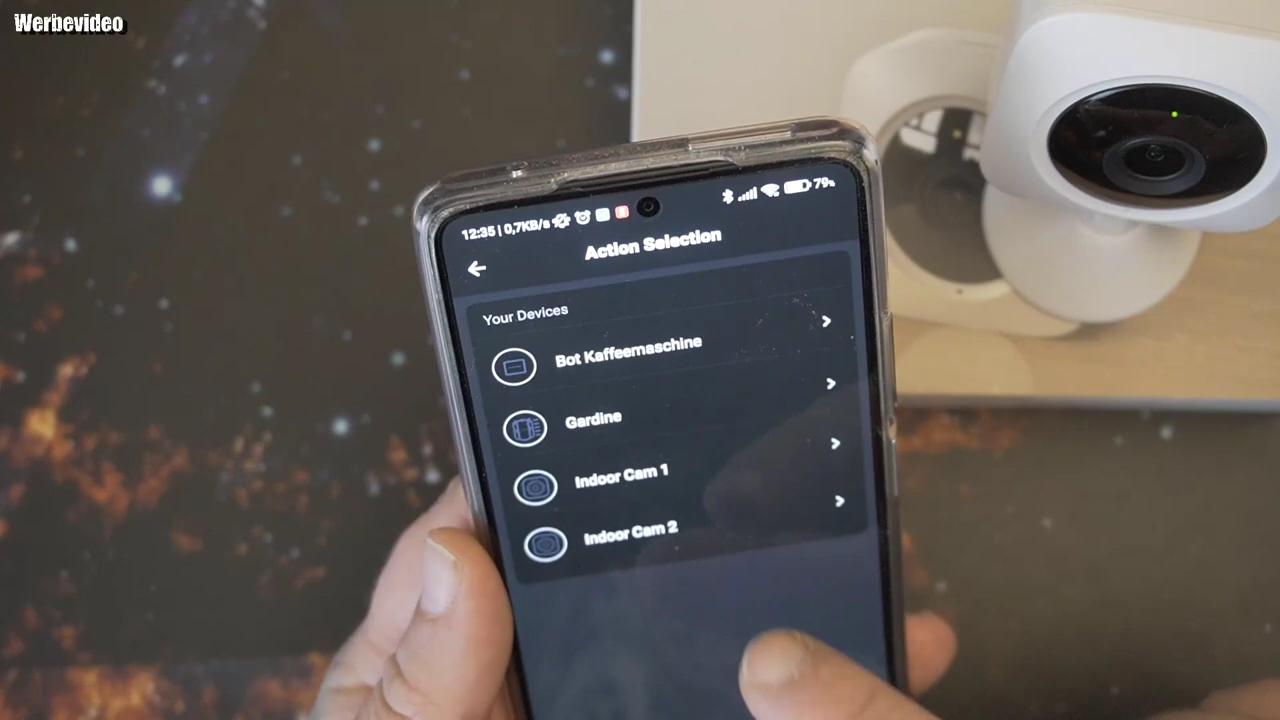 Werbevideo
12:35 | 0,7KB/s
79%
Action Selection
Your Devices
Bot Kaffeemaschine
Gardine
Indoor Cam 1
Indoor Cam 2